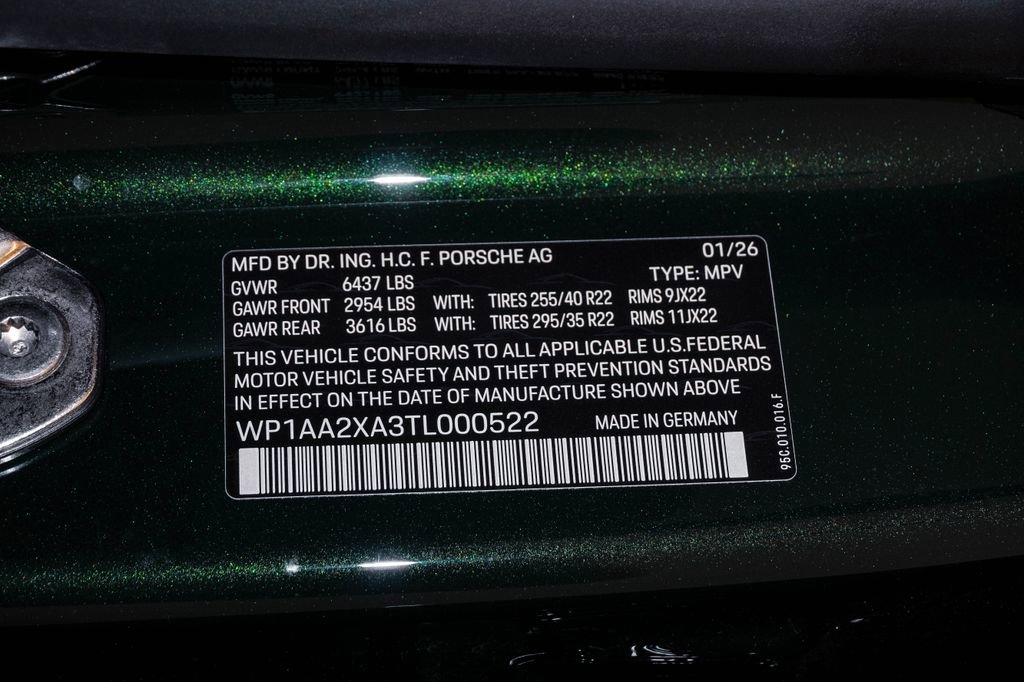 MFD BY DR. ING. H.C. F. PORSCHE AG 01/26
TYPE: MPV
GVWR 6437 LBS
GAWR FRONT 2954 LBS WITH: TIRES 255/40 R22 RIMS 9JX22
GAWR REAR 3616 LBS WITH: TIRES 295/35 R22 RIMS 11JX22
THIS VEHICLE CONFORMS TO ALL APPLICABLE U.S.FEDERAL
MOTOR VEHICLE SAFETY AND THEFT PREVENTION STANDARDS
IN EFFECT ON THE DATE OF MANUFACTURE SHOWN ABOVE
WP1AA2XA3TL000522 MADE IN GERMANY
95C.010.016.F